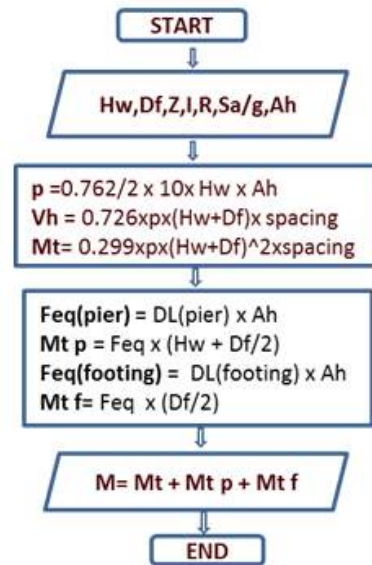 START
Hw,Df,Z,I,R,Sa/g,Ah
p =0.762/2 x 10x Hw x Ah
Vh = 0.726xpx(Hw+Df)x spacing
Mt= 0.299xpx(Hw+Df)^2xspacing
Feq(pier) = DL(pier) x Ah
Mt p = Feq x (Hw + Df/2)
Feq(footing) = DL(footing) x Ah
Mt f= Feq x (Df/2)
M= Mt + Mt p + Mt f
END